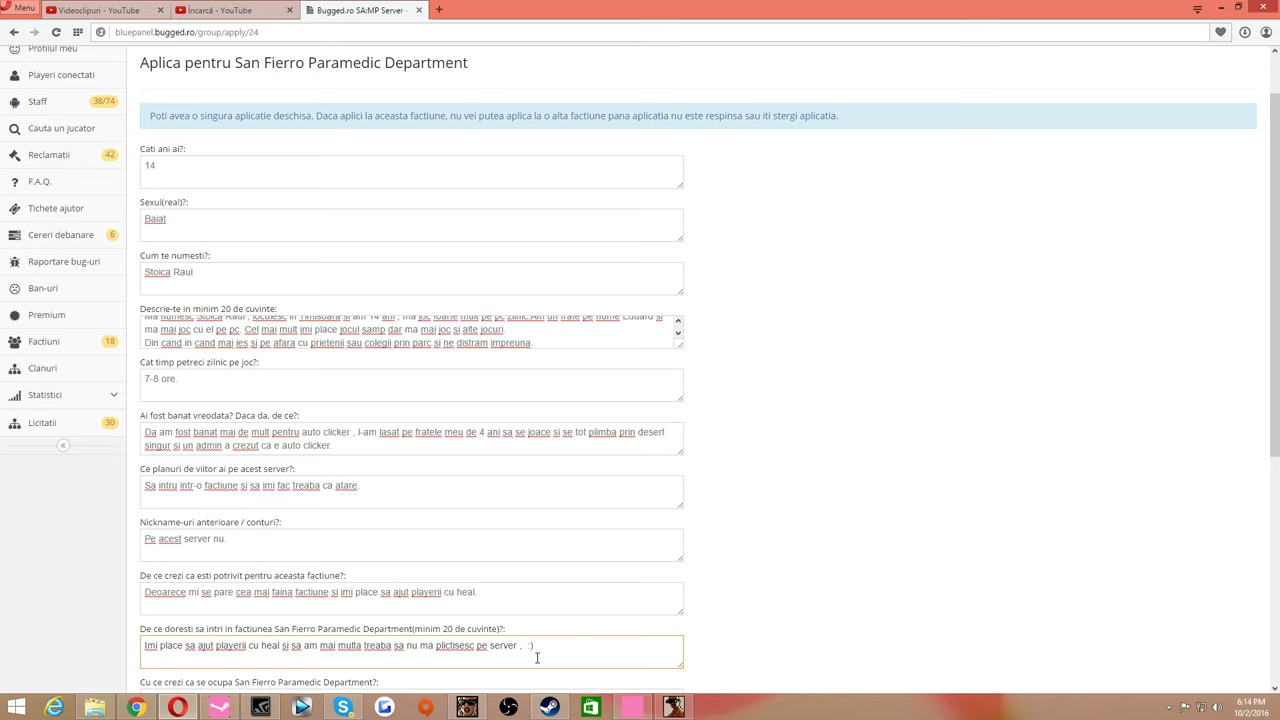 Menu
Videoclipuri - YouTube
Încarcă - YouTube
Bugged.ro SA:MP Server -
bluepanel.bugged.ro/group/apply/24
Profilul meu
Playeri conectati
Staff
38/74
Cauta un jucator
Reclamatii
42
F.A.Q.
Tichete ajutor
Cereri debanare
6
Raportare bug-uri
Ban-uri
Premium
Factiuni
18
Clanuri
Statistici
Licitatii
30
Aplica pentru San Fierro Paramedic Department
Poti avea o singura aplicatie deschisa. Daca aplici la aceasta factiune, nu vei putea aplica la o alta factiune pana aplicatia nu este respinsa sau iti stergi aplicatia.
Cati ani ai?:
14
Sexul(real)?:
Baiat
Cum te numesti?:
Stoica Raul
Descrie-te in minim 20 de cuvinte:
Ma numesc Stoica Raul , locuiesc in Timisoara si am 14 ani , ma joc foarte mult pe pc zilnic.Am un frate pe nume Eduard si
ma mai joc cu el pe pc. Cel mai mult imi place jocul samp dar ma mai joc si alte jocuri.
Din cand in cand mai ies si pe afara cu prietenii sau colegii prin parc si ne distram impreuna.
Cat timp petreci zilnic pe joc?:
7-8 ore.
Ai fost banat vreodata? Daca da, de ce?:
Da am fost banat mai de mult pentru auto clicker , l-am lasat pe fratele meu de 4 ani sa se joace si se tot plimba prin desert
singur si un admin a crezut ca e auto clicker.
Ce planuri de viitor ai pe acest server?:
Sa intru intr-o factiune si sa imi fac treaba ca atare.
Nickname-uri anterioare / conturi?:
Pe acest server nu.
De ce crezi ca esti potrivit pentru aceasta factiune?:
Deoarece mi se pare cea mai faina factiune si imi place sa ajut playerii cu heal.
De ce doresti sa intri in factiunea San Fierro Paramedic Department(minim 20 de cuvinte)?:
Imi place sa ajut playerii cu heal si sa am mai multa treaba sa nu ma plictisesc pe server , :)
Cu ce crezi ca se ocupa San Fierro Paramedic Department?:
6:14 PM
10/2/2016